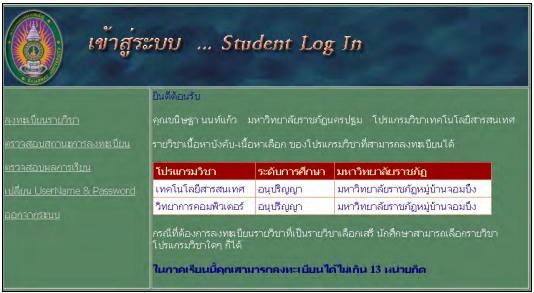 เข้าสู่ระบบ ... Student Log In
ยินดีต้อนรับ
คุณขนิษฐา นนท์แก้ว มหาวิทยาลัยราชภัฏนครปฐม โปรแกรมวิชาเทคโนโลยีสารสนเทศ
รายวิชาเนื้อหาบังคับ-เนื้อหาเลือก ของโปรแกรมวิชาที่สามารถลงทะเบียนได้
ลงทะเบียนรายวิชา
ตรวจสอบสถานะการลงทะเบียน
ตรวจสอบผลการเรียน
เปลี่ยน UserName & Password
ออกจากระบบ
โปรแกรมวิชา ระดับการศึกษา มหาวิทยาลัยราชภัฏ
เทคโนโลยีสารสนเทศ อนุปริญญา มหาวิทยาลัยราชภัฏหมู่บ้านจอมบึง
วิทยาการคอมพิวเตอร์ อนุปริญญา มหาวิทยาลัยราชภัฏหมู่บ้านจอมบึง
กรณีที่ต้องการลงทะเบียนรายวิชาที่เป็นรายวิชาเลือกเสรี นักศึกษาสามารถเลือกรายวิชา
โปรแกรมวิชาใดๆ ก็ได้
ในภาคเรียนนี้คุณสามารถลงทะเบียนได้ไม่เกิน 13 หน่วยกิต